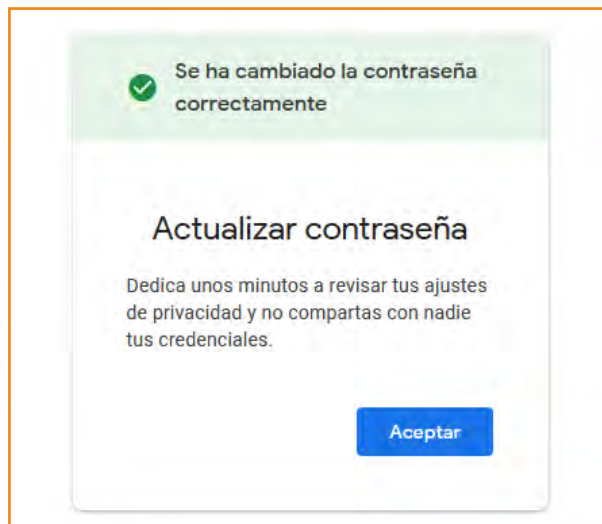 Se ha cambiado la contraseña
correctamente
Actualizar contraseña
Dedica unos minutos a revisar tus ajustes
de privacidad y no compartas con nadie
tus credenciales.
Aceptar